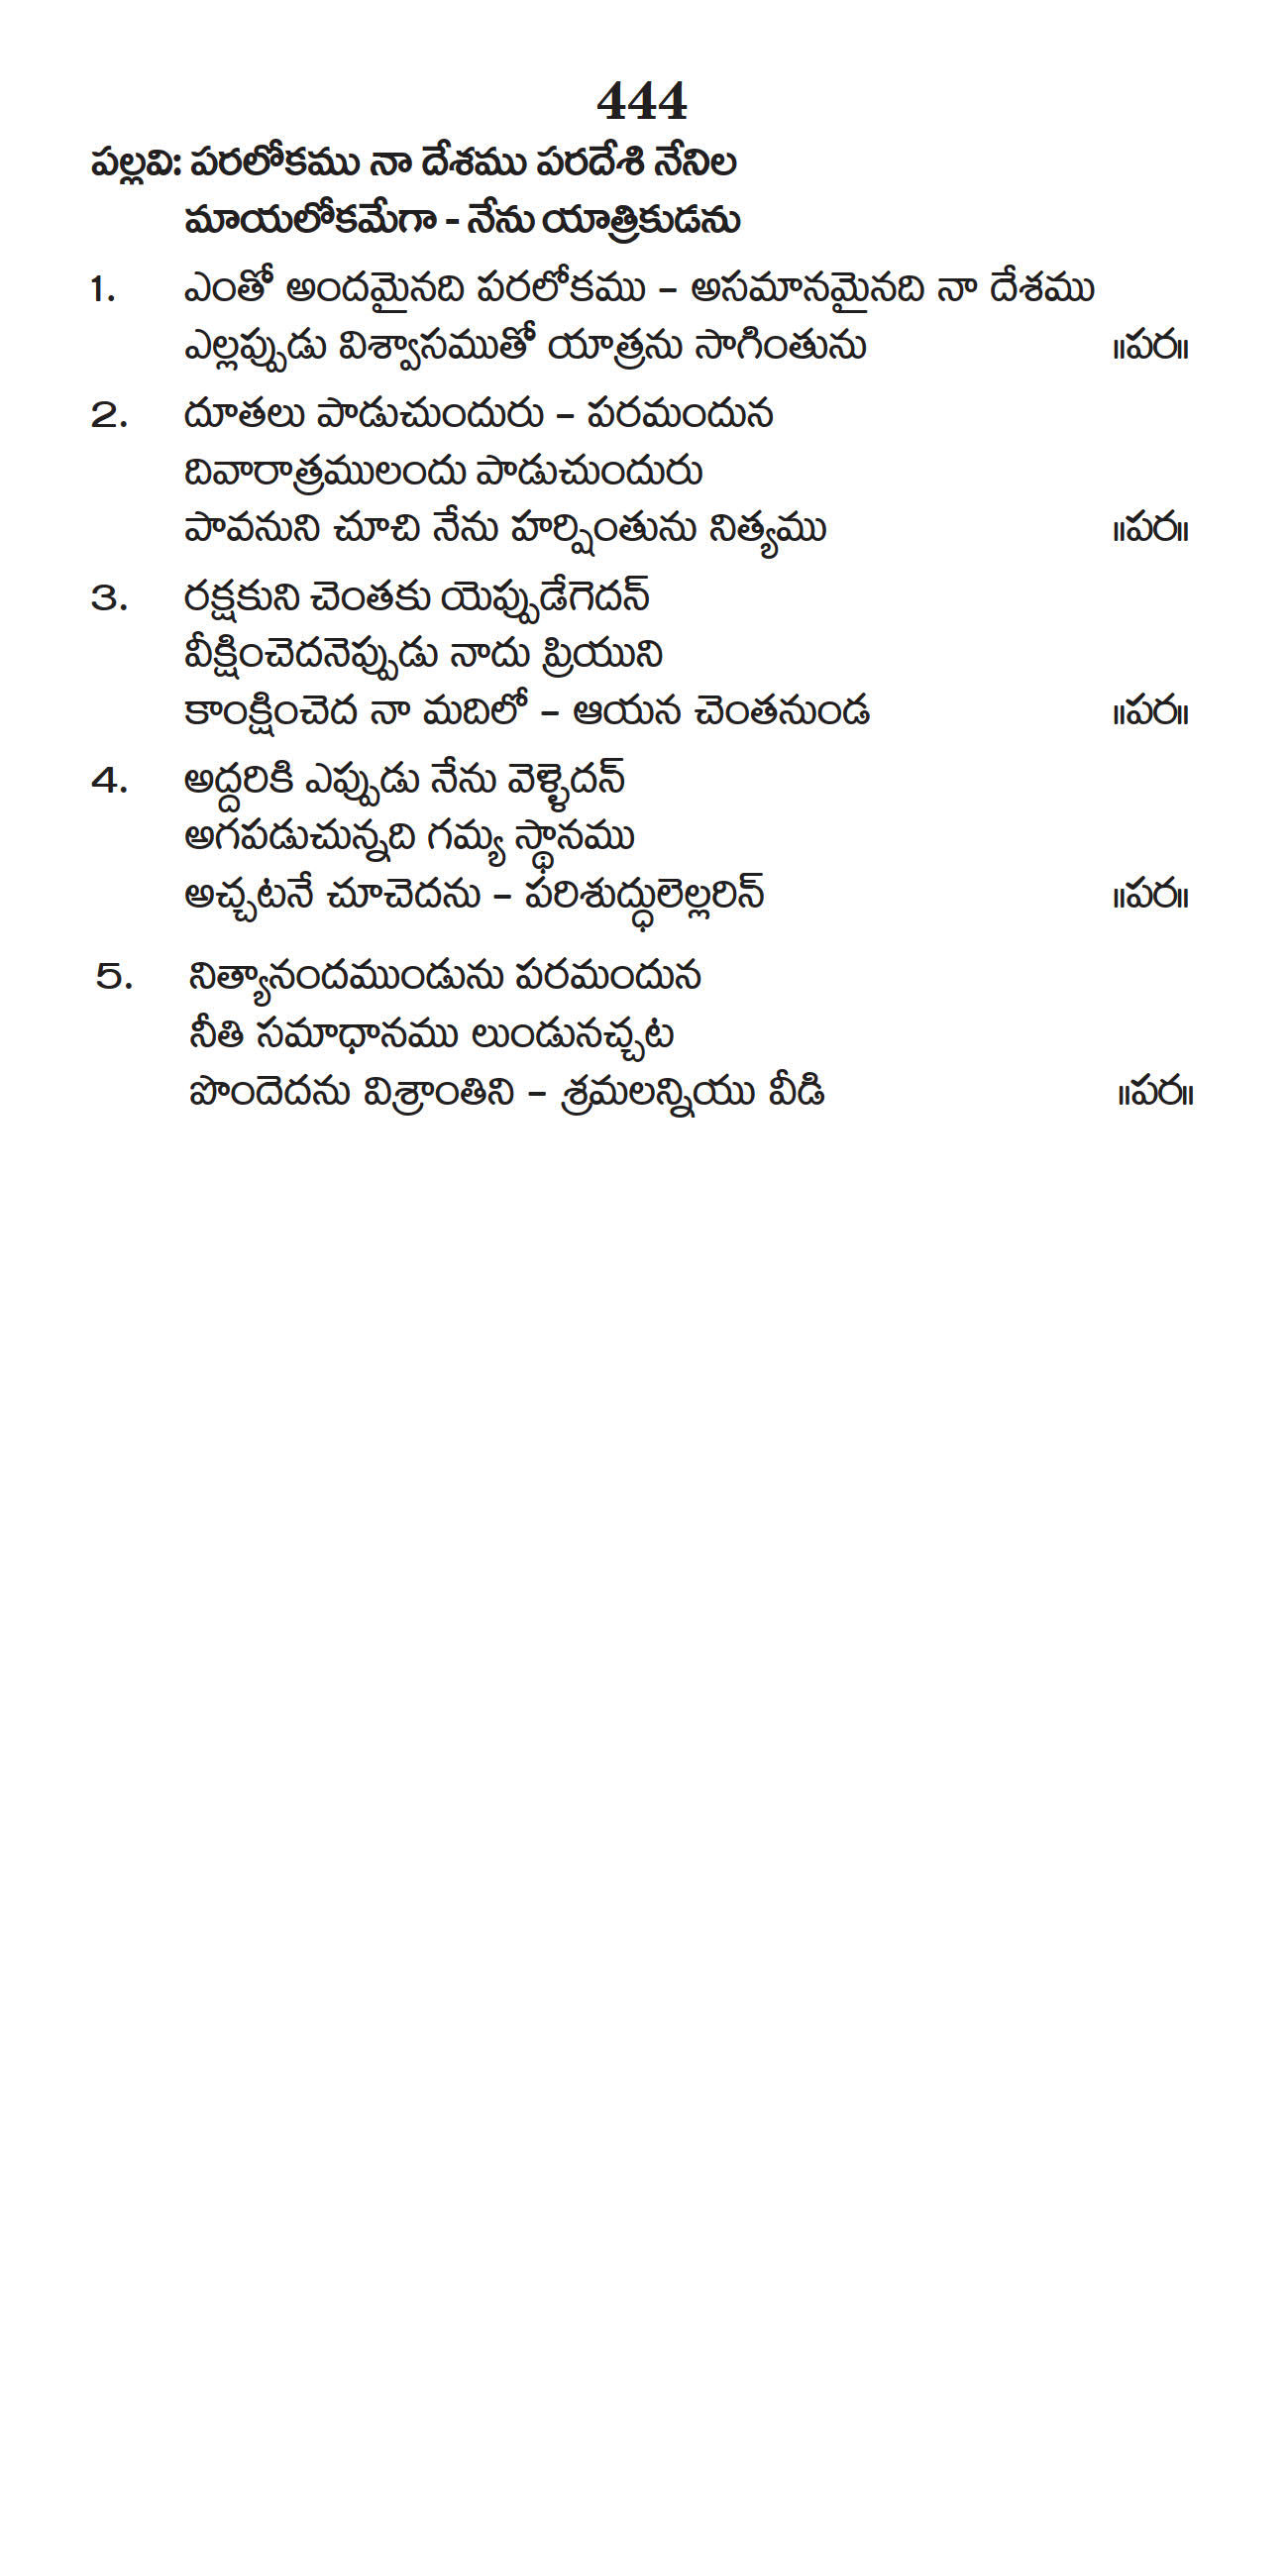 444
పల్లవి: పరలోకము నా దేశము పరదేశి నేనిల
మాయలోకమేగా - నేను యాత్రికుడను
1. ఎంతో అందమైనది పరలోకము – అసమానమైనది నా దేశము
ఎల్లప్పుడు విశ్వాసముతో యాత్రను సాగింతును ॥పర॥
2. దూతలు పాడుచుందురు – పరమందున
దివారాత్రములందు పాడుచుందురు
పావనుని చూచి నేను హర్షింతును నిత్యము ॥పర॥
3. రక్షకుని చెంతకు యెప్పుడేగెదన్
వీక్షించెదనెప్పుడు నాదు ప్రియుని
కాంక్షించెద నా మదిలో – ఆయన చెంతనుండ ॥పర॥
4. అద్దరికి ఎప్పుడు నేను వెళ్ళెదన్
అగపడుచున్నది గమ్య స్థానము
అచ్చటనే చూచెదను – పరిశుద్ధులెల్లరిన్ ॥పర॥
5. నిత్యానందముండును పరమందున
నీతి సమాధానము లుండునచ్చట
పొందెదను విశ్రాంతిని – శ్రమలన్నియు వీడి ॥పర॥